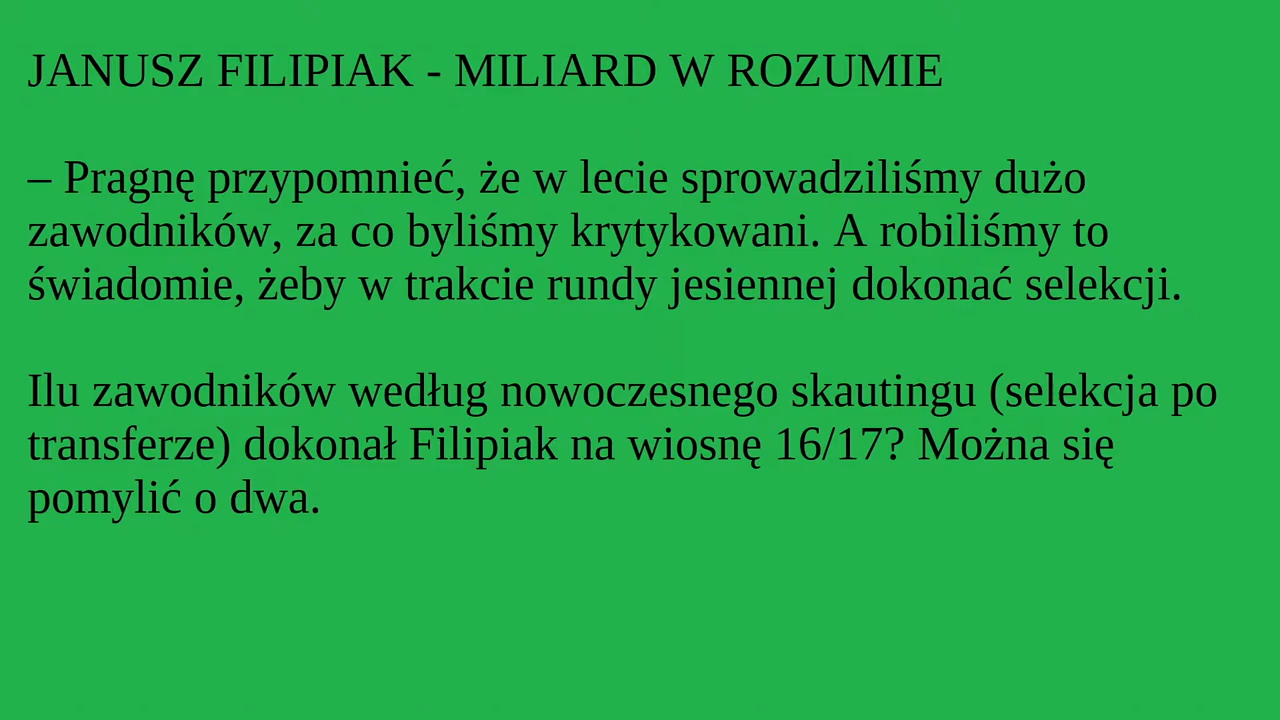 JANUSZ FILIPIAK - MILIARD W ROZUMIE
– Pragnę przypomnieć, że w lecie sprowadziliśmy dużo
zawodników, za co byliśmy krytykowani. A robiliśmy to
świadomie, żeby w trakcie rundy jesiennej dokonać selekcji.
Ilu zawodników według nowoczesnego skautingu (selekcja po
transferze) dokonał Filipiak na wiosnę 16/17? Można się
pomylić o dwa.